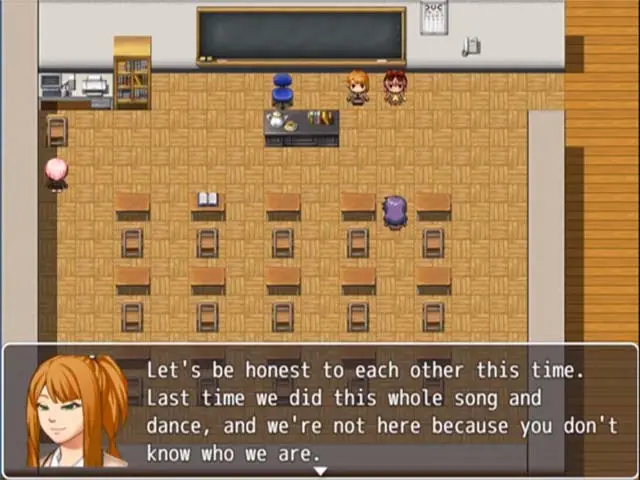 Let's be honest to each other this time.
Last time we did this whole song and
dance, and we're not here because you don't
know who we are.